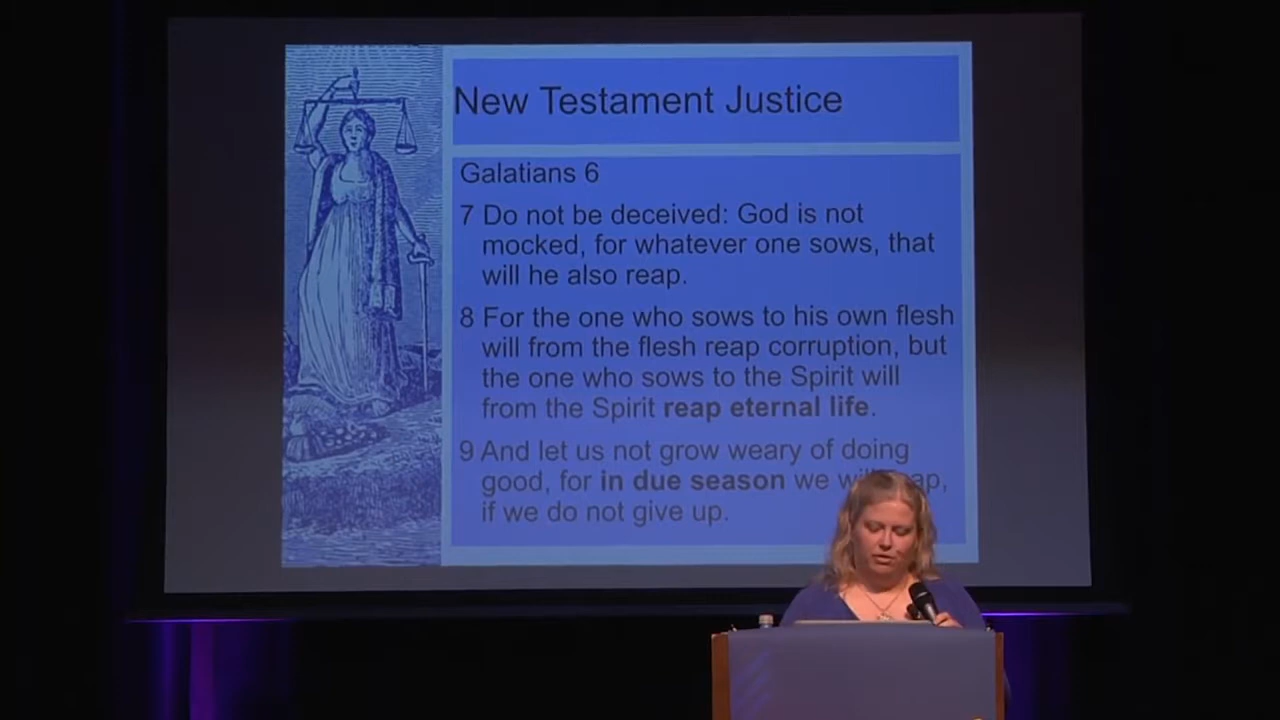 New Testament Justice
Galatians 6
7 Do not be deceived: God is not
mocked, for whatever one sows, that
will he also reap.
8 For the one who sows to his own flesh
will from the flesh reap corruption, but
the one who sows to the Spirit will
from the Spirit reap eternal life.
9 And let us not grow weary of doing
good, for in due season we
if we do not give up.